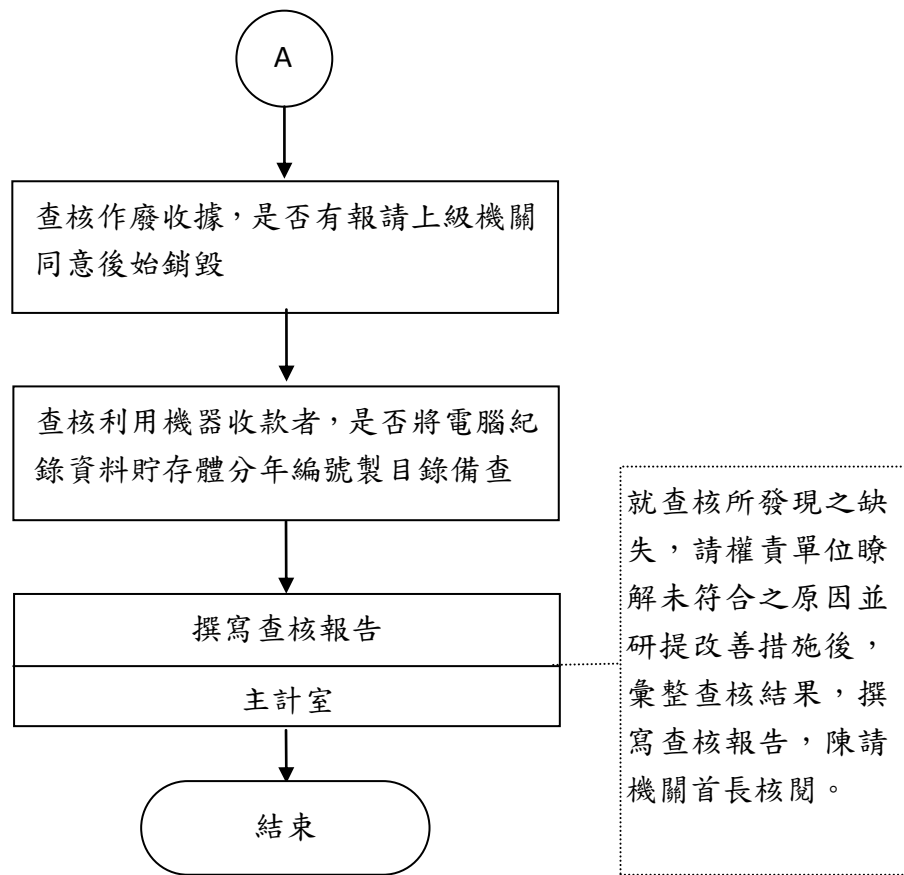 A
查核作廢收據，是否有報請上級機關
同意後始銷毀
查核利用機器收款者，是否將電腦紀
錄資料貯存體分年編號製目錄備查
撰寫查核報告
主計室
就查核所發現之缺
失，請權責單位瞭
解未符合之原因並
研提改善措施後，
彙整查核結果，撰
寫查核報告，陳請
機關首長核閱。
結束